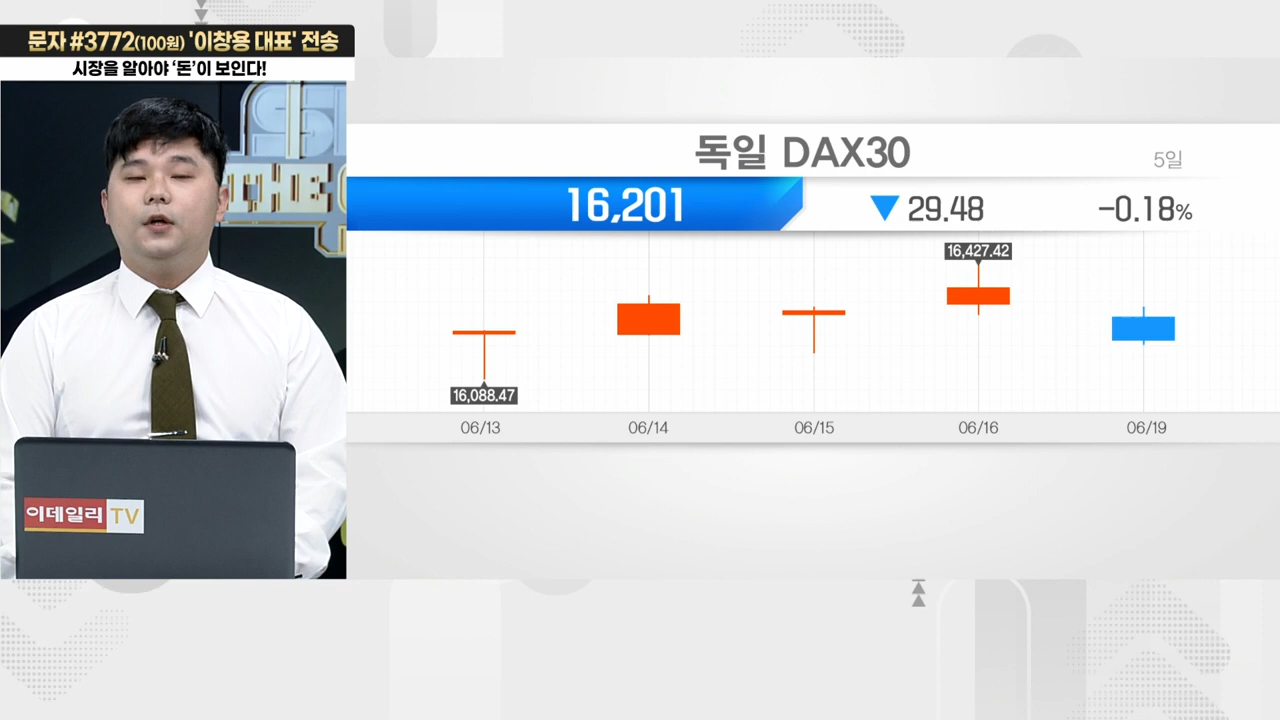 문자 #3772(100원) '이창용 대표' 전송
시장을 알아야 ‘돈’이 보인다!
독일 DAX30
5일
16,201
▼ 29.48
-0.18%
16,427.42
16,088.47
06/13
06/14
06/15
06/16
06/19
THE
이데일리 TV